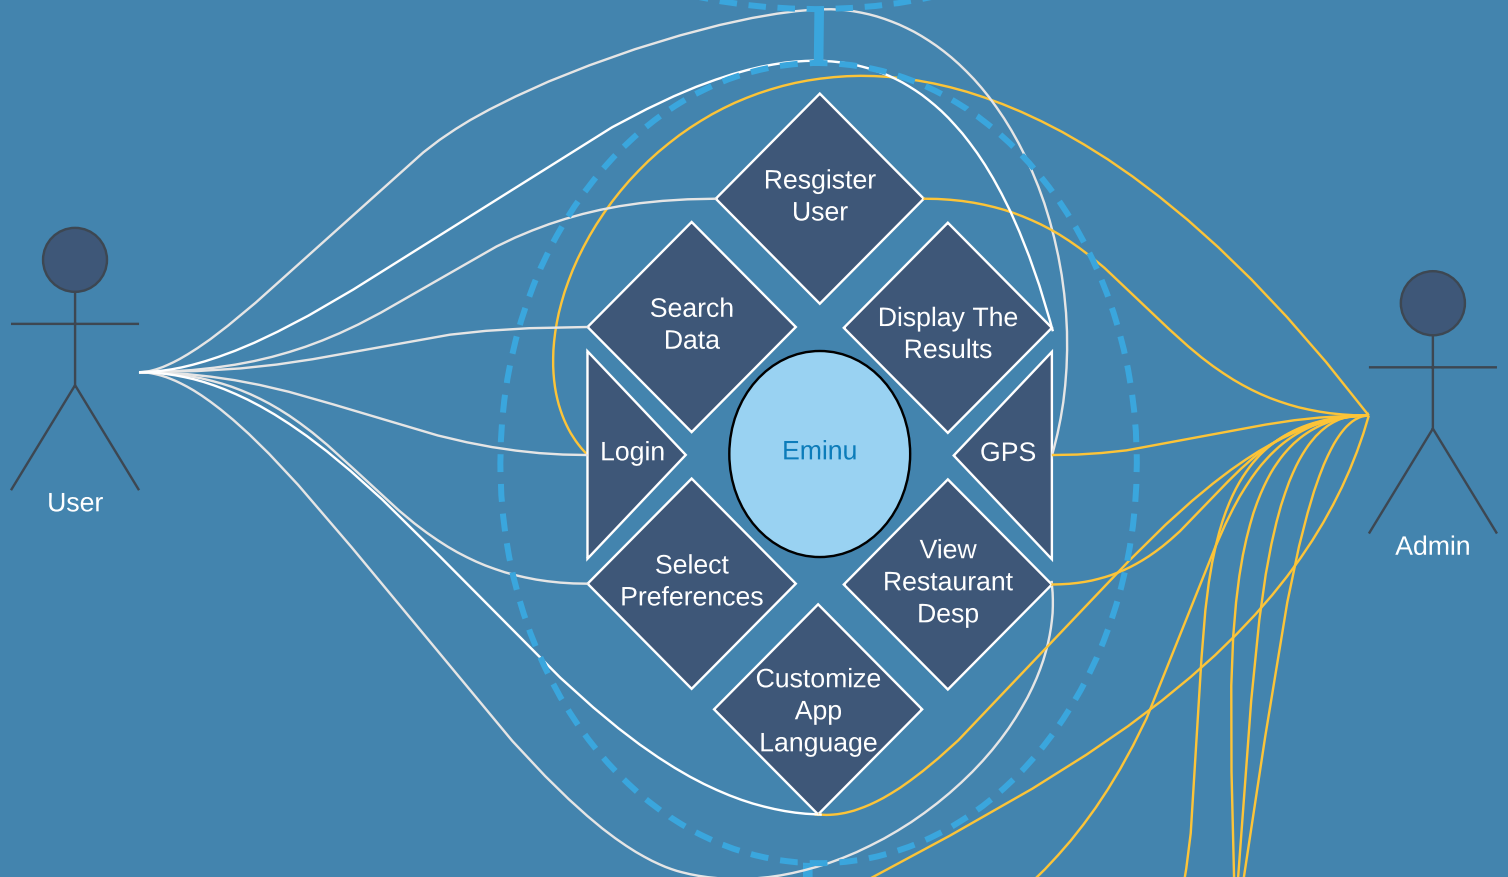 Resgister
User
Search
Data
Display The
Results
Login
Eminu
GPS
User
Select
Preferences
View
Restaurant
Desp
Admin
Customize
App
Language